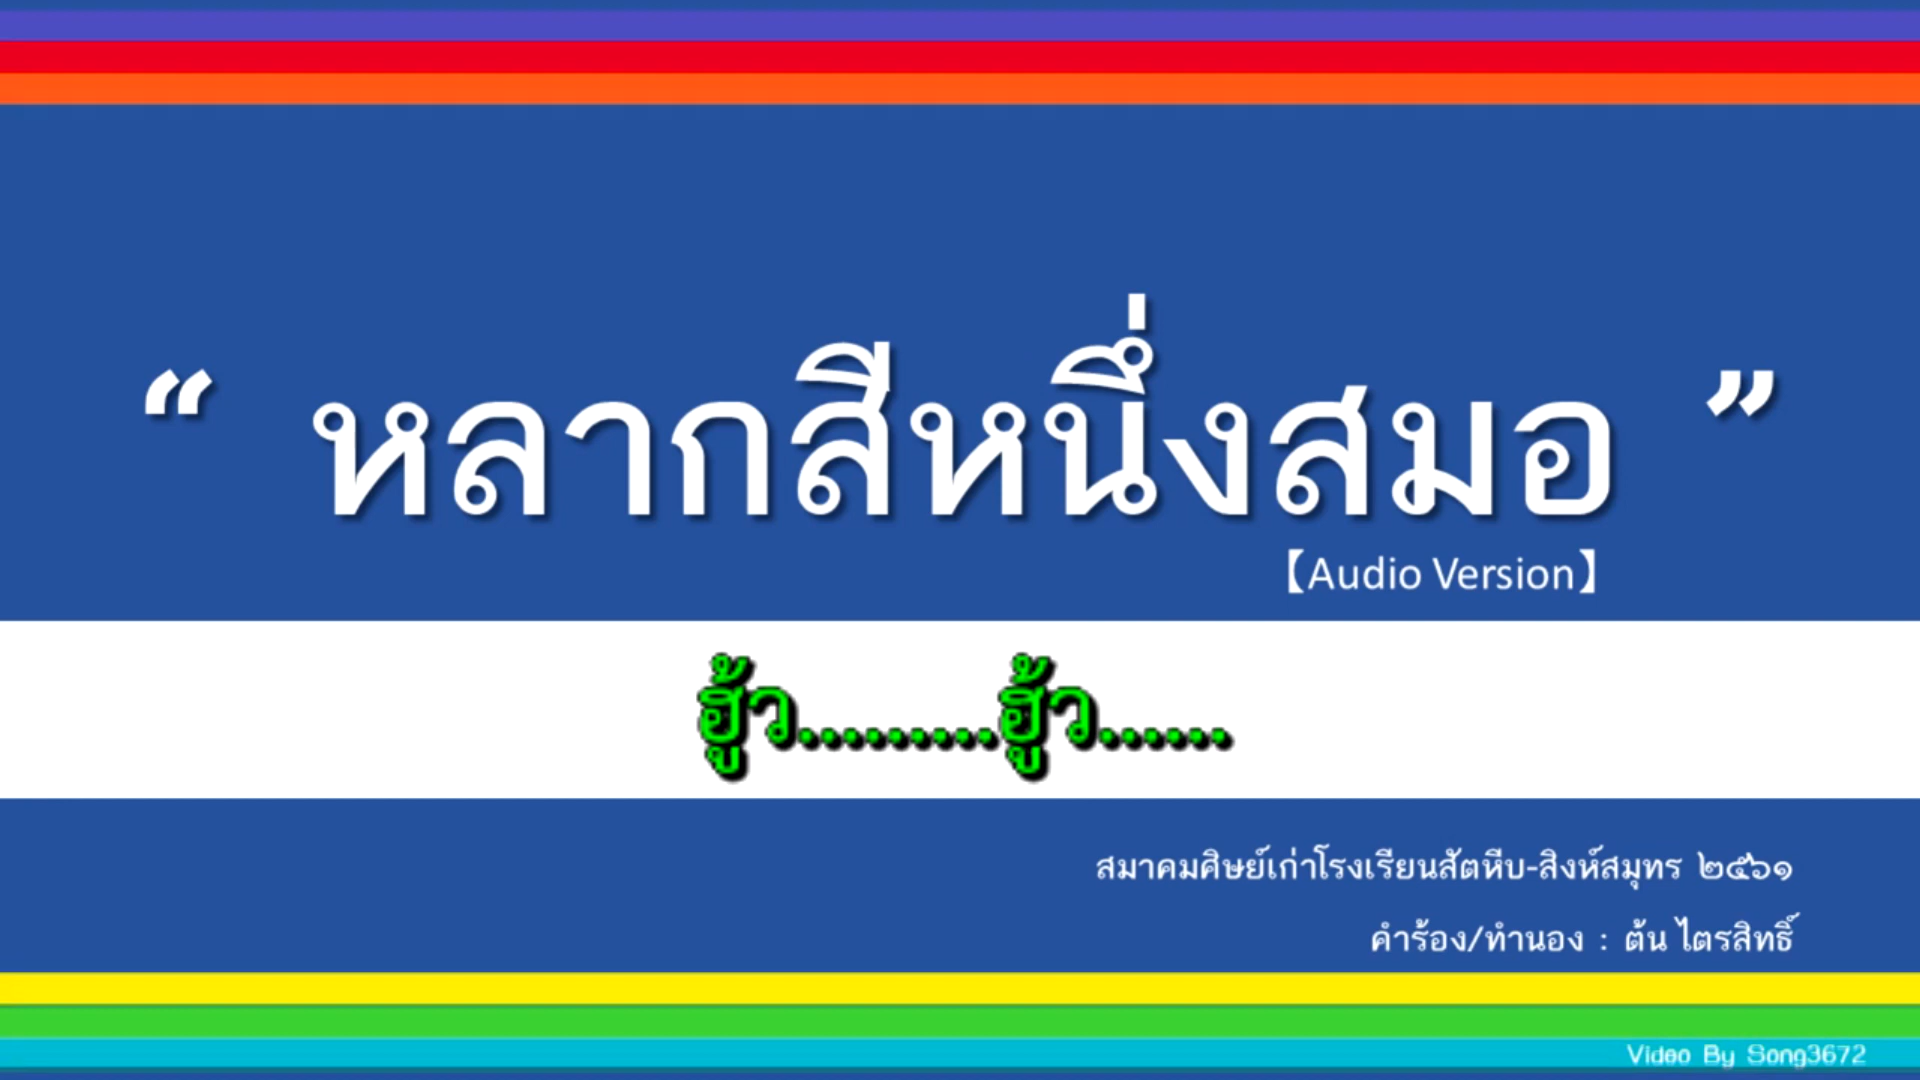 “ หลากสีหนึ่งสมอ ”
【Audio Version】
ฮู้ว.........ฮู้ว......
สมาคมศิษย์เก่าโรงเรียนสัตหีบ-สิงห์สมุทร ๒๕๖๑
คำร้อง/ทำนอง : ต้น ไตรสิทธิ์
Video By Song3672